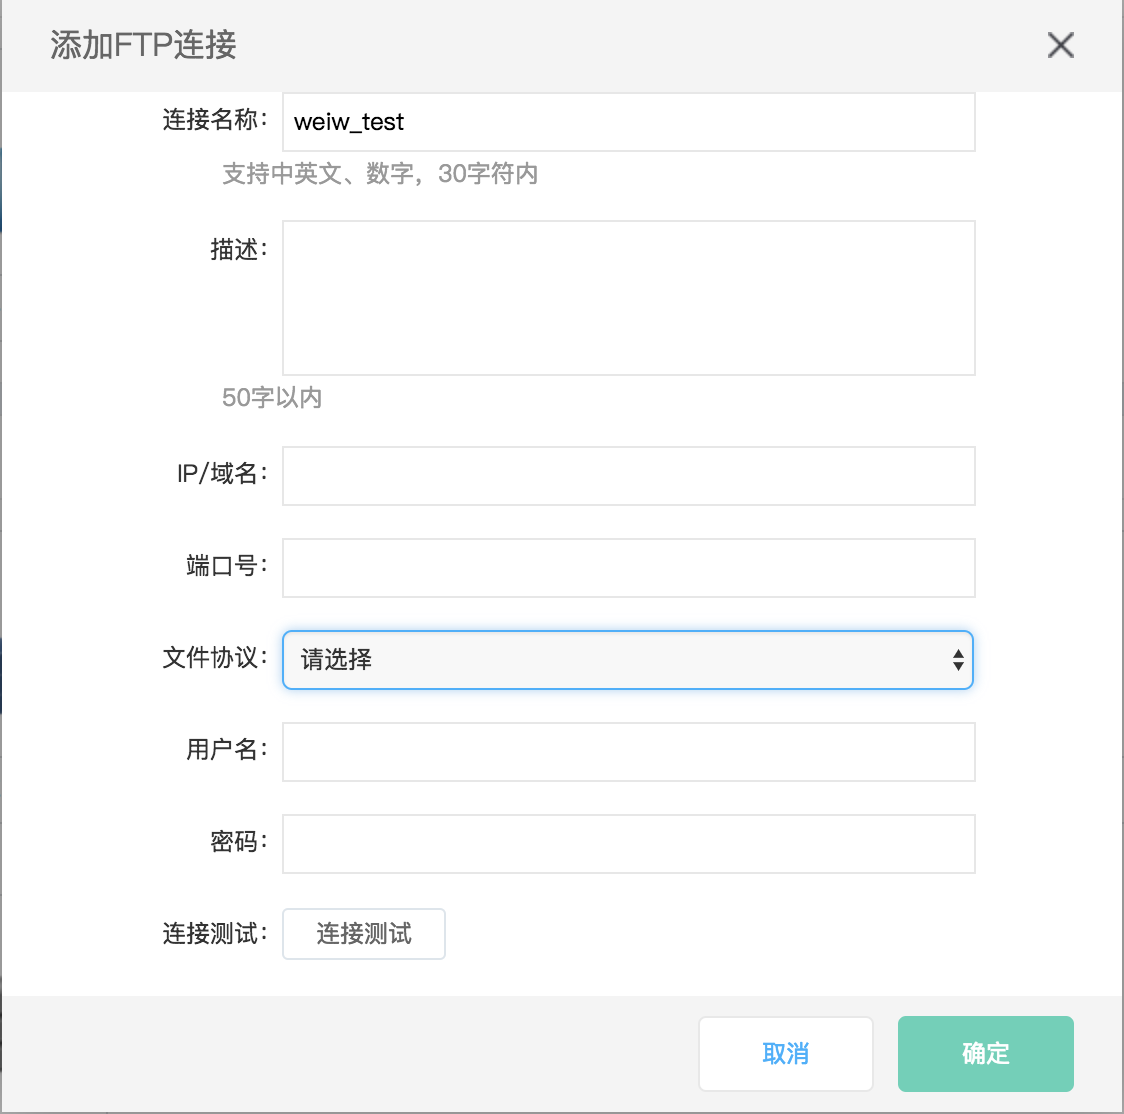 添加FTP连接
连接名称： weiw_test
支持中英文、数字，30字符内
描述：
50字以内
IP/域名：
端口号：
文件协议： 请选择
用户名：
密码：
连接测试： 连接测试
取消 确定